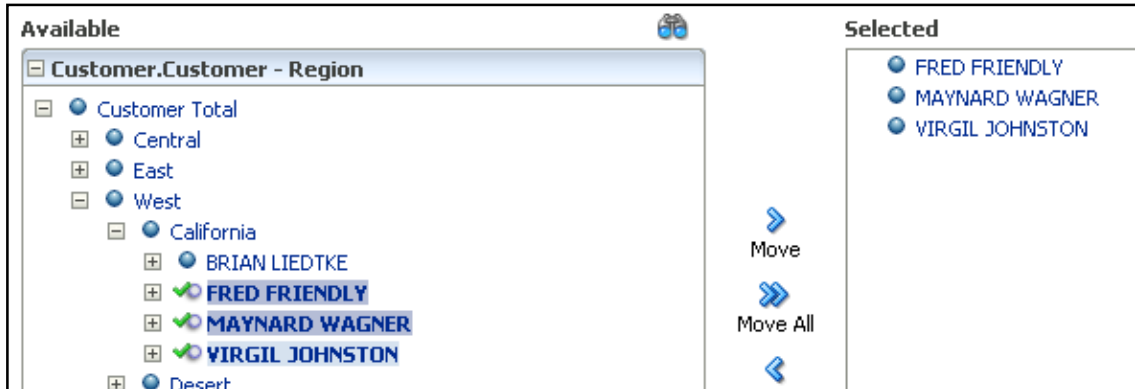 Available
Customer.Customer - Region
Customer Total
Central
East
West
California
BRIAN LIEDTKE
FRED FRIENDLY
MAYNARD WAGNER
VIRGIL JOHNSTON
Desert
Move
Move All
Selected
FRED FRIENDLY
MAYNARD WAGNER
VIRGIL JOHNSTON